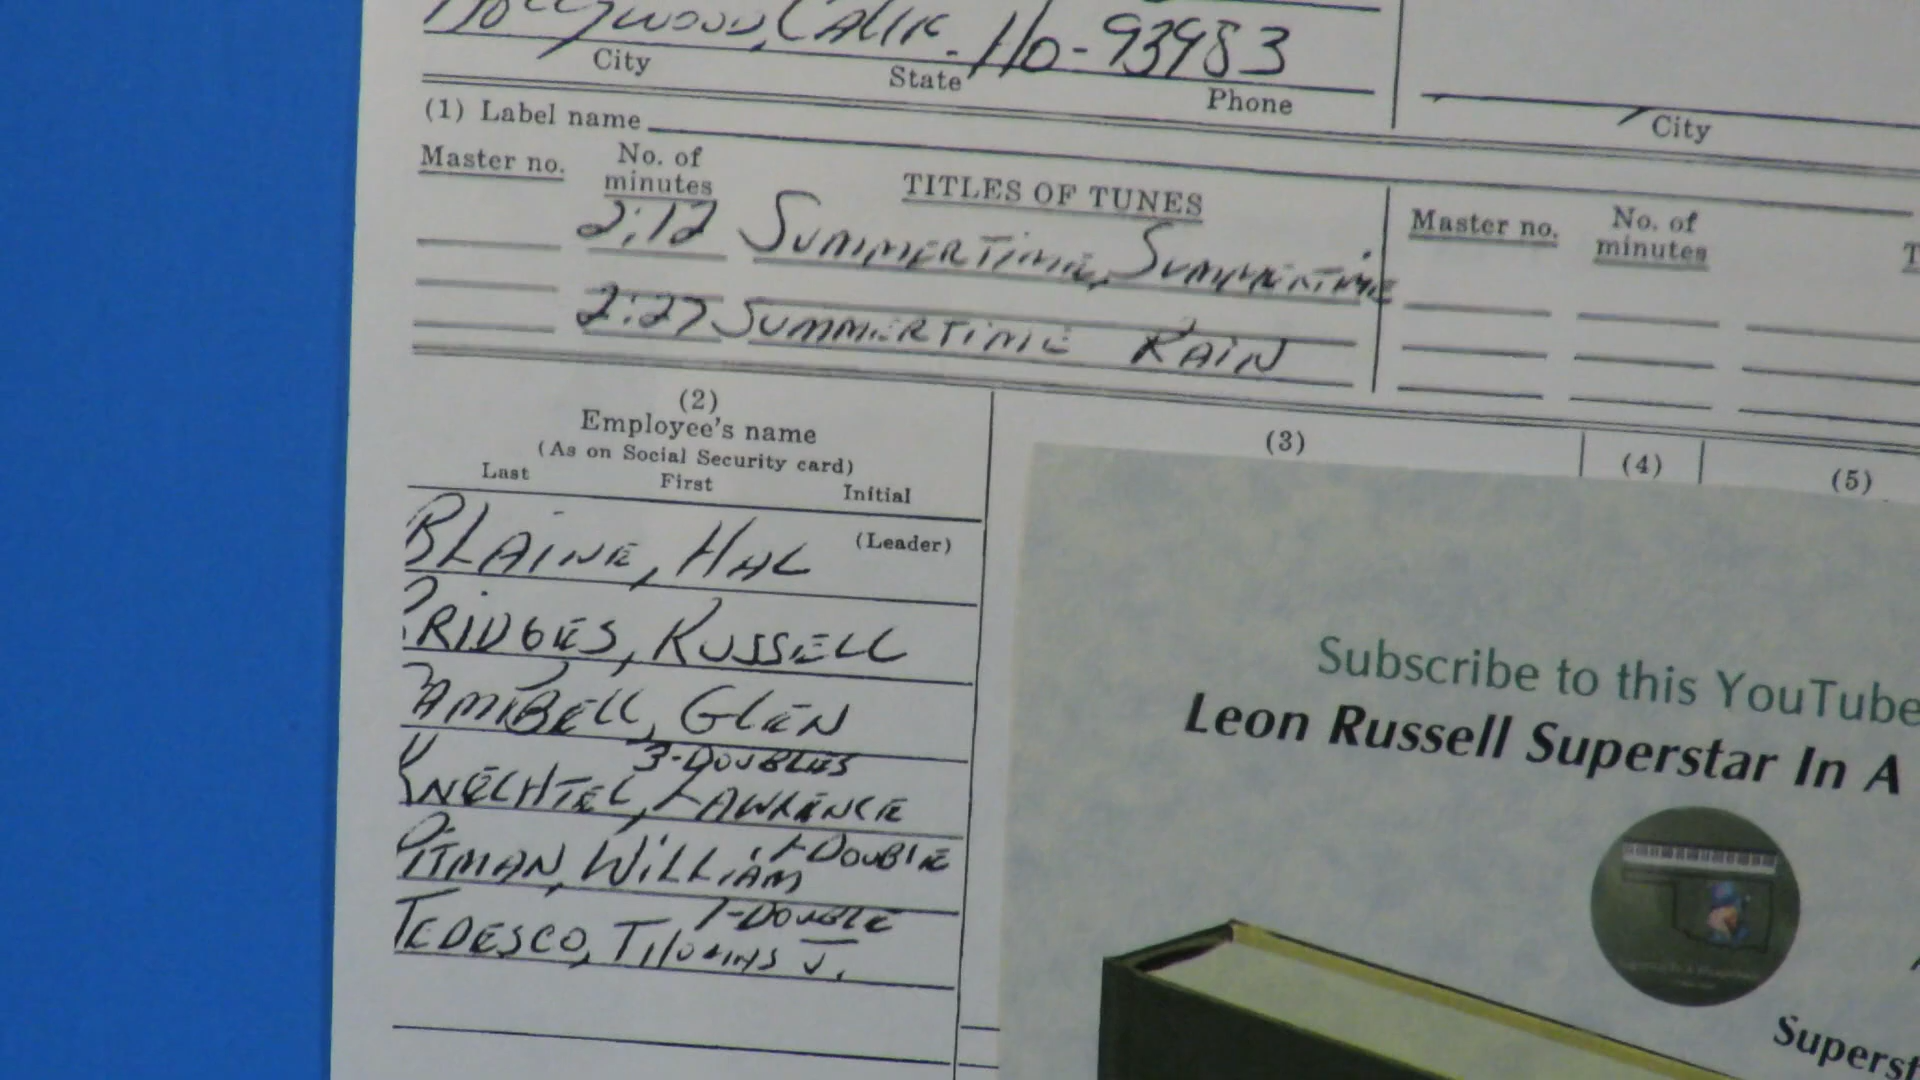 Hollywood, Calif. Ho-93983
City State Phone
City
(1) Label name
Master no. No. of minutes TITLES OF TUNES
Master no. No. of minutes
2:12 SUMMERTIME, SUMMERTIME
2:27 SUMMERTIME RAIN
(2)
Employee's name
(As on Social Security card)
Last First Initial
(3) (4) (5)
BLAINE, HAL (Leader)
BRIDGES, RUSSELL
CAMPBELL, GLEN
3-DOUBLES
KNECHTEL, LAWRENCE
1-DOUBLE
PITMAN, WILLIAM
1-DOUBLE
TEDESCO, THOMAS J.
Subscribe to this YouTube
Leon Russell Superstar In A
Superst